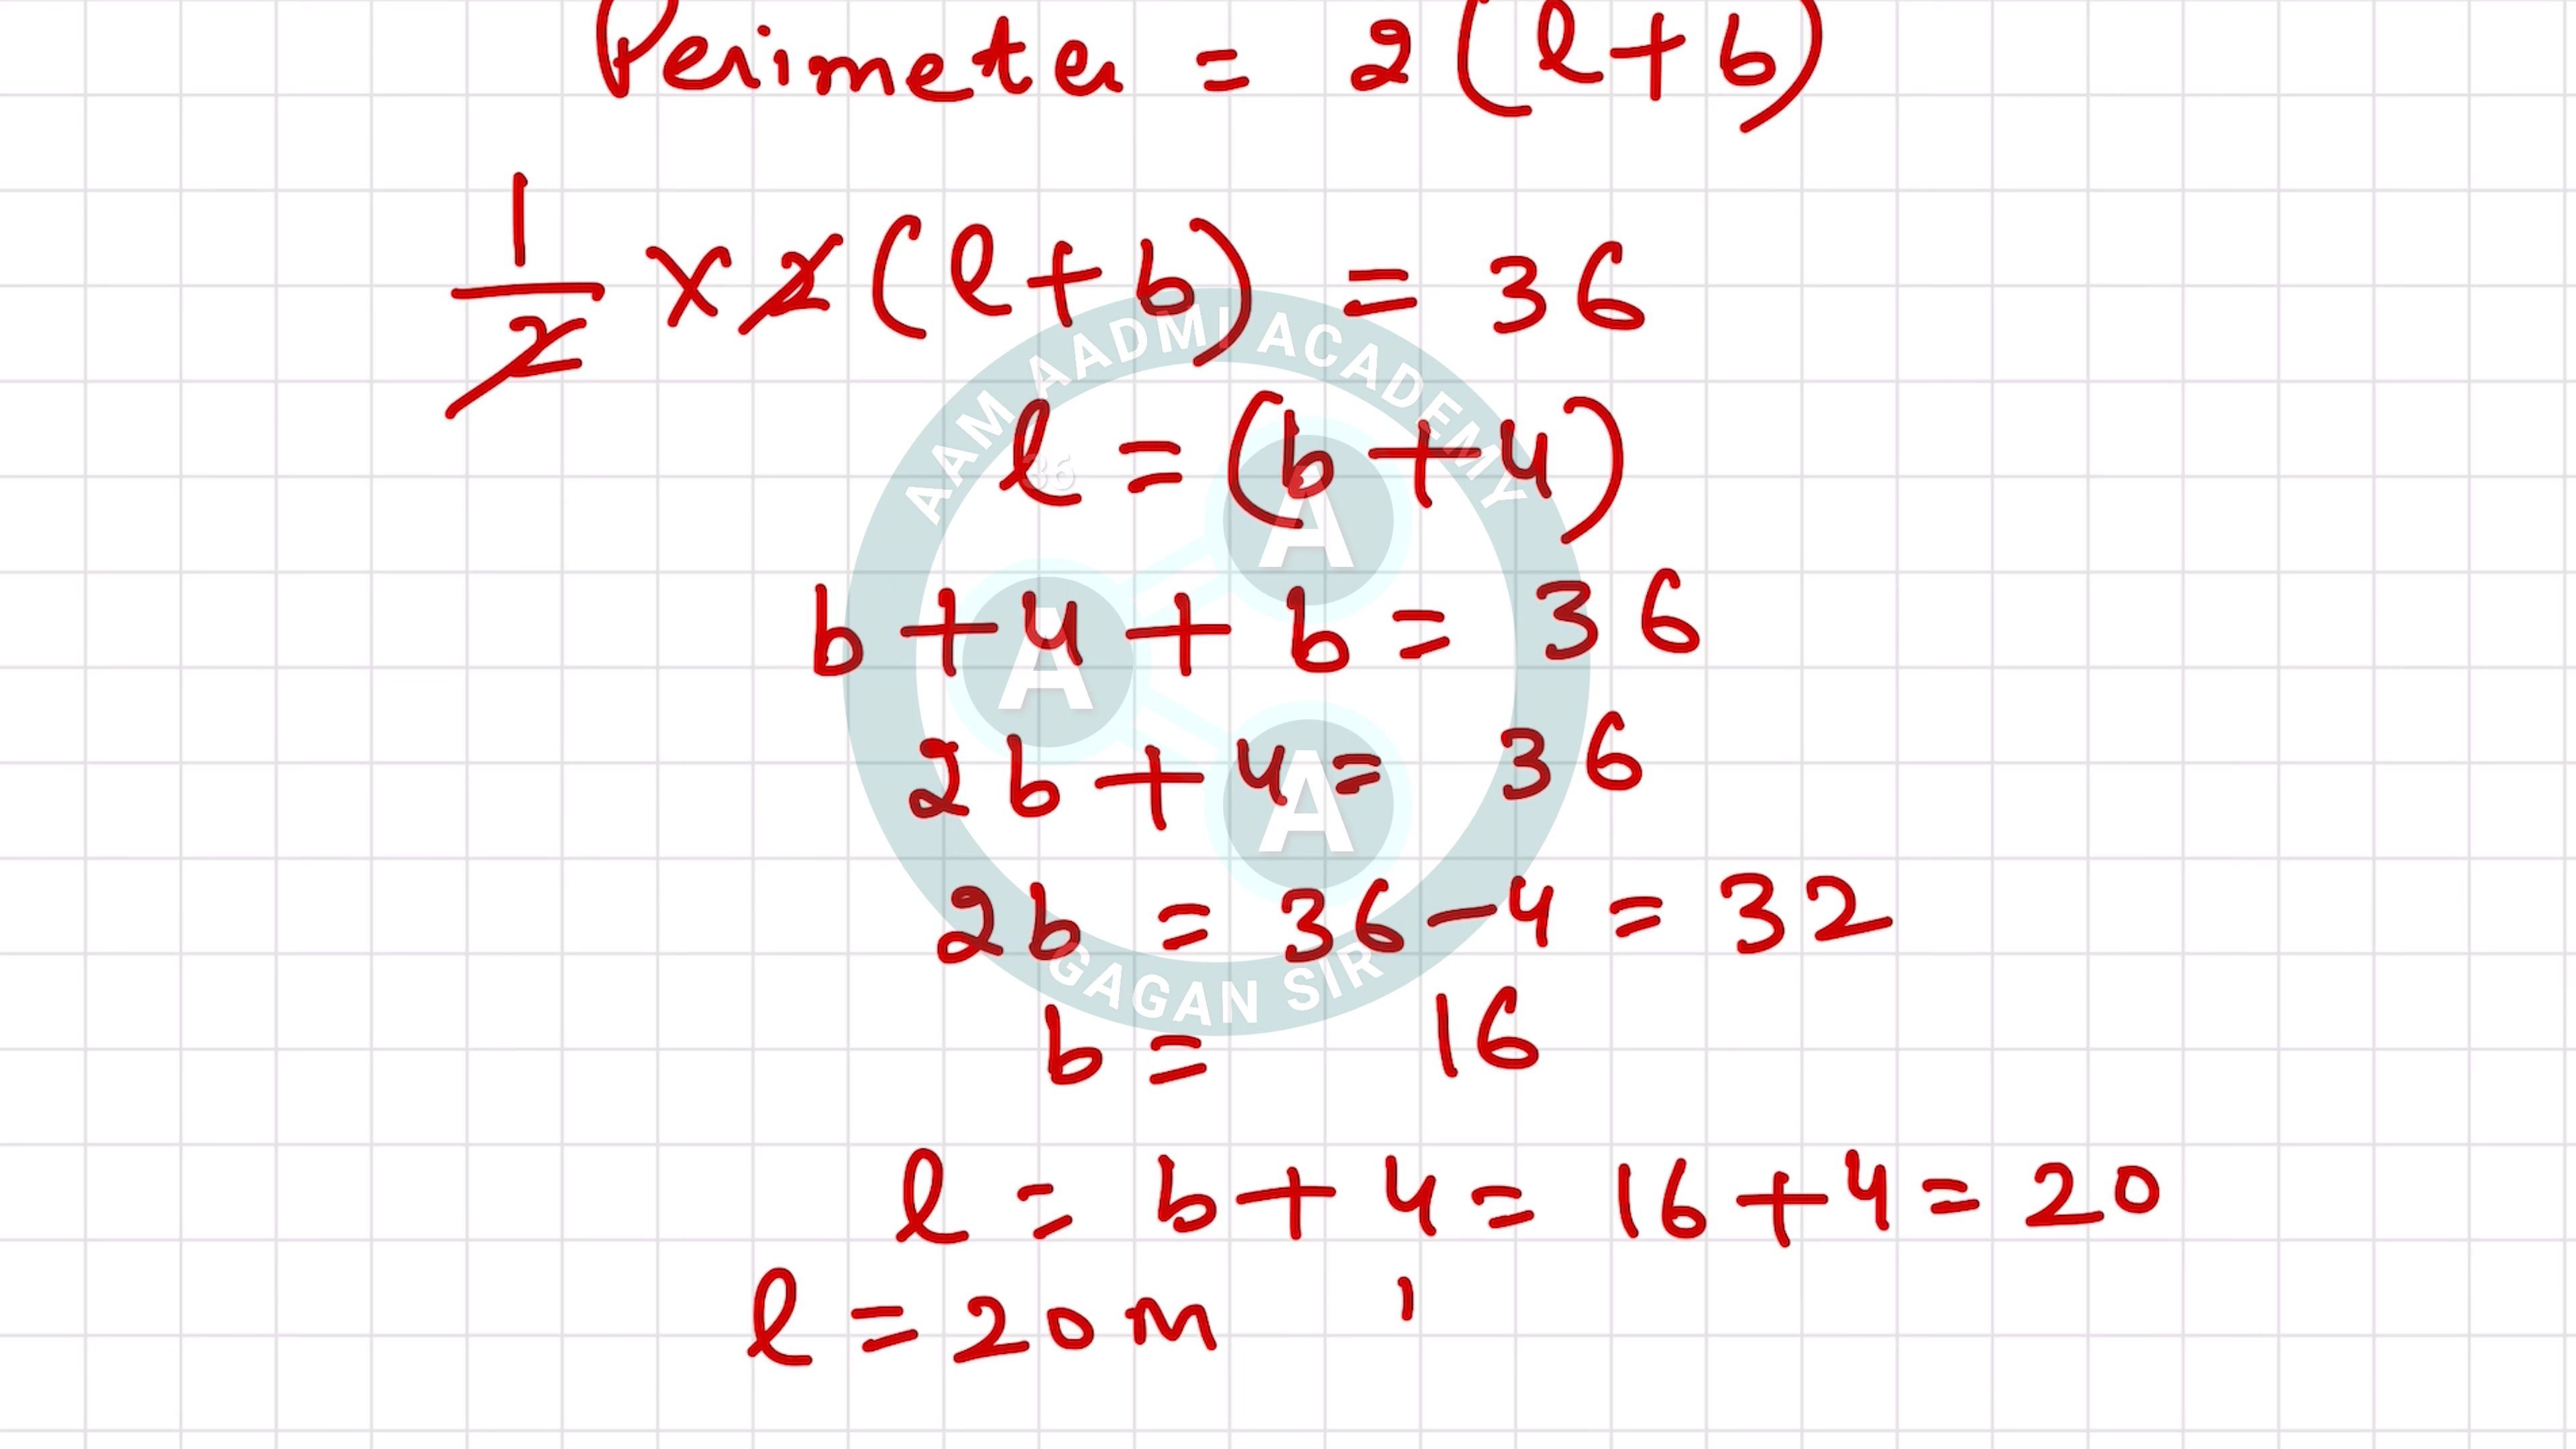 Perimeter = 2(l+b)
1/2 × 2(l+b) = 36
l = (b+4)
b+4+b = 36
2b+4 = 36
2b = 36-4 = 32
b = 16
l = b+4 = 16+4 = 20
l = 20m
AAM AADMI ACADEMY
36
A
A
A
GAGAN SIR